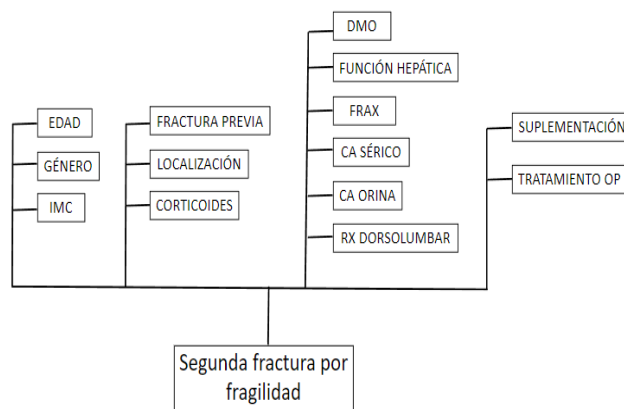 EDAD
GÉNERO
IMC
FRACTURA PREVIA
LOCALIZACIÓN
CORTICOIDES
DMO
FUNCIÓN HEPÁTICA
FRAX
CA SÉRICO
CA ORINA
RX DORSOLUMBAR
SUPLEMENTACIÓN
TRATAMIENTO OP
Segunda fractura por
fragilidad